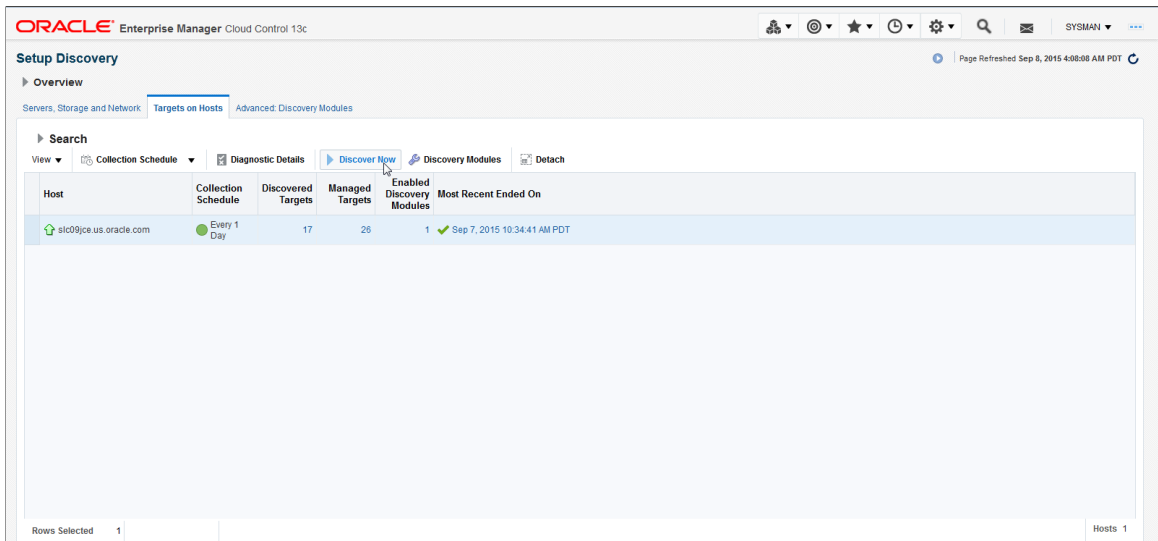 ORACLE Enterprise Manager Cloud Control 13c
SYSMAN
Setup Discovery
Page Refreshed Sep 8, 2015 4:08:08 AM PDT
Overview
Servers, Storage and Network Targets on Hosts Advanced: Discovery Modules
Search
View Collection Schedule Diagnostic Details Discover Now Discovery Modules Detach
Host
Collection
Schedule
Discovered
Targets
Managed
Targets
Enabled
Discovery
Modules
Most Recent Ended On
slc09jce.us.oracle.com
Every 1
Day
17
26
1
Sep 7, 2015 10:34:41 AM PDT
Rows Selected 1
Hosts 1